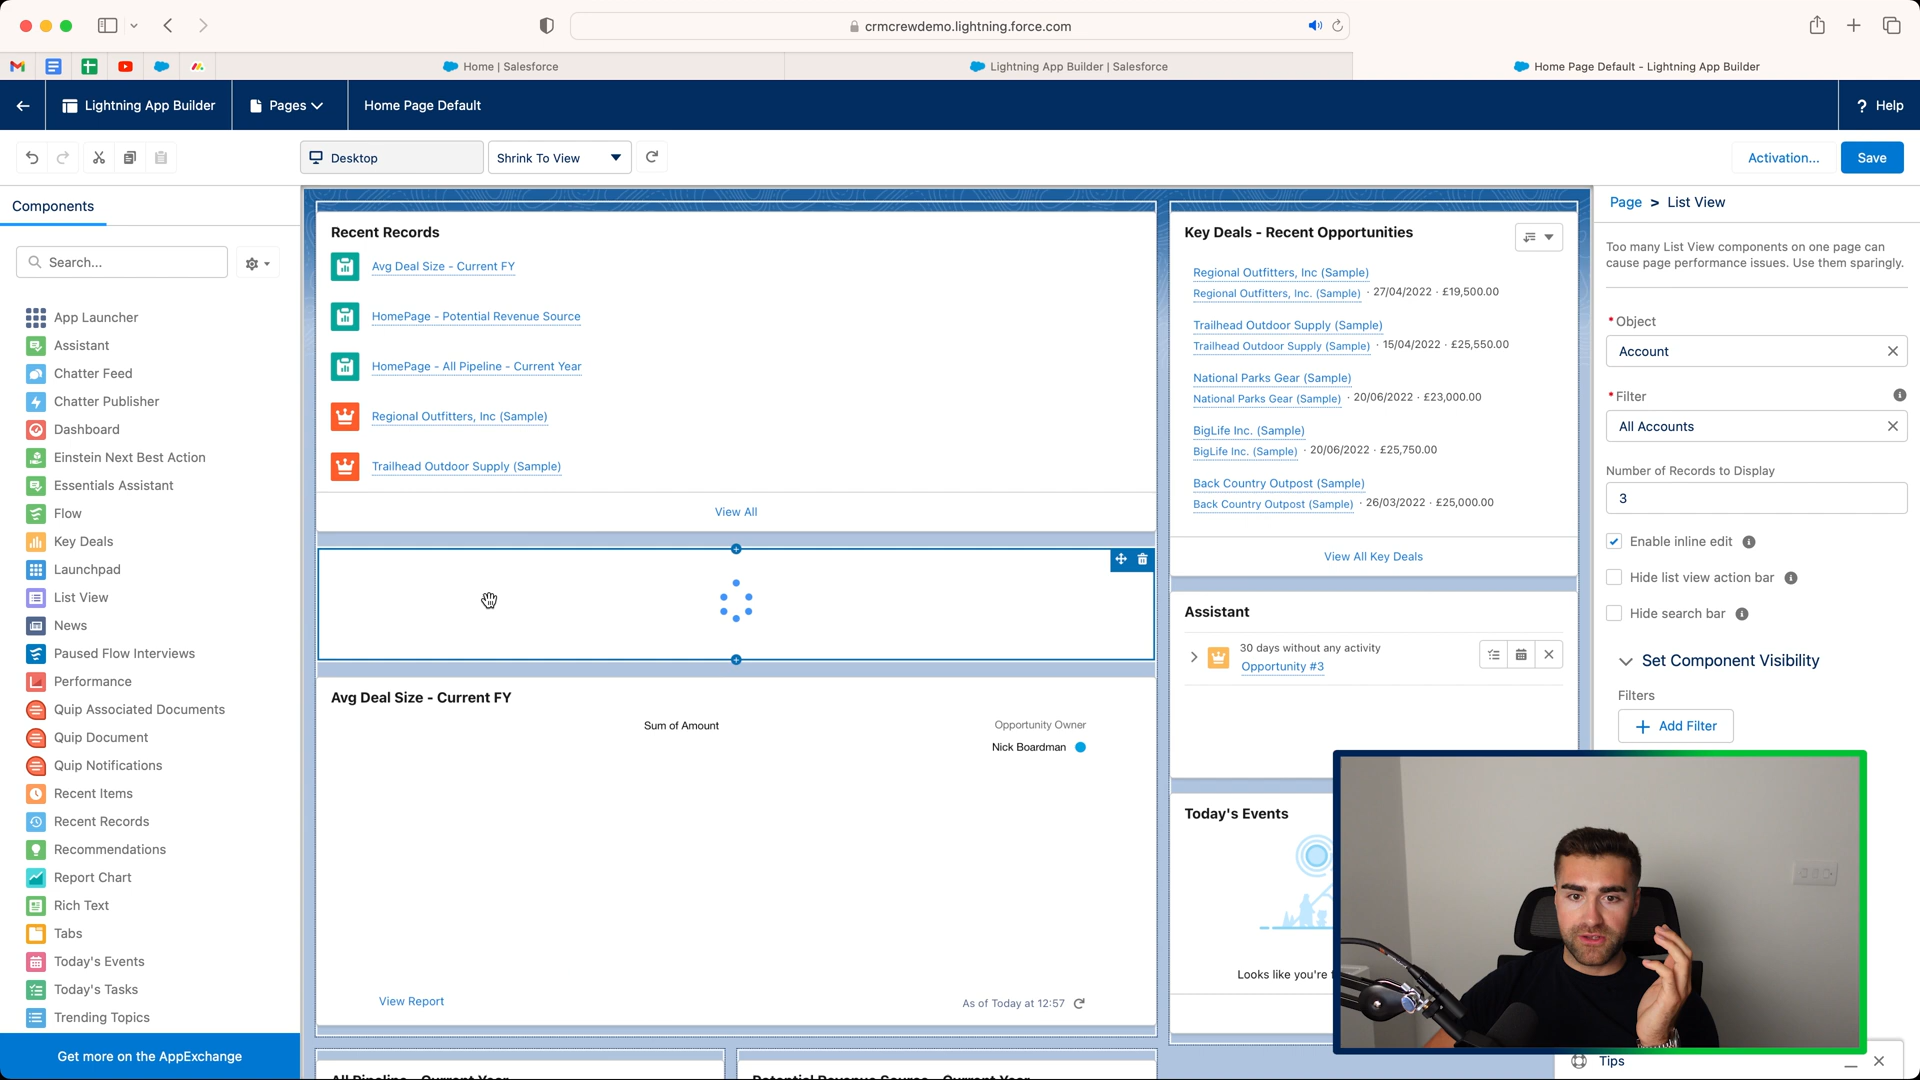 crmcrewdemo.lightning.force.com
Home | Salesforce
Lightning App Builder | Salesforce
Home Page Default - Lightning App Builder
Lightning App Builder
Pages
Home Page Default
? Help
Desktop
Shrink To View
Activation...
Save
Components
Search...
App Launcher
Assistant
Chatter Feed
Chatter Publisher
Dashboard
Einstein Next Best Action
Essentials Assistant
Flow
Key Deals
Launchpad
List View
News
Paused Flow Interviews
Performance
Quip Associated Documents
Quip Document
Quip Notifications
Recent Items
Recent Records
Recommendations
Report Chart
Rich Text
Tabs
Today's Events
Today's Tasks
Trending Topics
Get more on the AppExchange
Recent Records
Avg Deal Size - Current FY
HomePage - Potential Revenue Source
HomePage - All Pipeline - Current Year
Regional Outfitters, Inc (Sample)
Trailhead Outdoor Supply (Sample)
View All
Avg Deal Size - Current FY
Sum of Amount
Opportunity Owner
Nick Boardman
View Report
As of Today at 12:57
All Pipeline - Current Year
Potential Revenue Source - Current Year
Key Deals - Recent Opportunities
Regional Outfitters, Inc (Sample)
Regional Outfitters, Inc. (Sample) · 27/04/2022 · £19,500.00
Trailhead Outdoor Supply (Sample)
Trailhead Outdoor Supply (Sample) · 15/04/2022 · £25,550.00
National Parks Gear (Sample)
National Parks Gear (Sample) · 20/06/2022 · £23,000.00
BigLife Inc. (Sample)
BigLife Inc. (Sample) · 20/06/2022 · £25,750.00
Back Country Outpost (Sample)
Back Country Outpost (Sample) · 26/03/2022 · £25,000.00
View All Key Deals
Assistant
30 days without any activity
Opportunity #3
Today's Events
Looks like you're
Page > List View
Too many List View components on one page can
cause page performance issues. Use them sparingly.
* Object
Account
* Filter
All Accounts
Number of Records to Display
3
Enable inline edit
Hide list view action bar
Hide search bar
Set Component Visibility
Filters
+ Add Filter
Tips